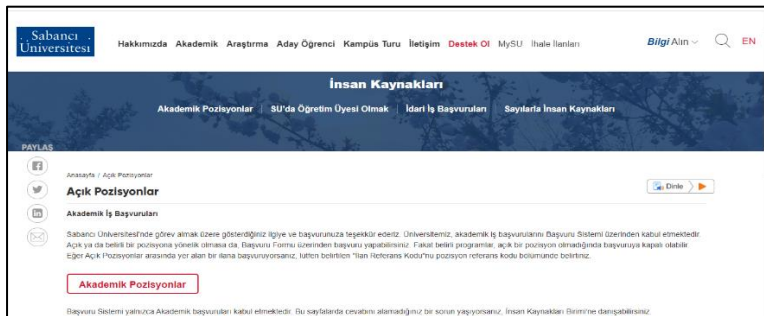 Sabancı
Üniversitesi
Hakkımızda Akademik Araştırma Aday Öğrenci Kampüs Turu İletişim Destek Ol MySU İhale İlanları
Bilgi Alın
EN
İnsan Kaynakları
Akademik Pozisyonlar | SU'da Öğretim Üyesi Olmak | İdari İş Başvuruları | Sayılarla İnsan Kaynakları
PAYLAŞ
Anasayfa / Açık Pozisyonlar
Açık Pozisyonlar
Dinle
Akademik İş Başvuruları
Sabancı Üniversitesi'nde görev almak üzere gösterdiğiniz ilgiye ve başvurunuza teşekkür ederiz. Üniversitemiz, akademik iş başvurularını Başvuru Sistemi üzerinden kabul etmektedir.
Açık ya da belirli bir pozisyona yönelik olmasa da, Başvuru Formu üzerinden başvuru yapabilirsiniz. Fakat belirli programlar, açık bir pozisyon olmadığında başvuruya kapalı olabilir.
Eğer Açık Pozisyonlar arasında yer alan bir ilana başvuruyorsanız, lütfen belirtilen "İlan Referans Kodu"nu pozisyon referans kodu bölümünde belirtiniz.
Akademik Pozisyonlar
Başvuru Sistemi yalnızca Akademik başvuruları kabul etmektedir. Bu sayfalarda cevabını alamadığınız bir sorun yaşıyorsanız, İnsan Kaynakları Birimi'ne danışabilirsiniz.